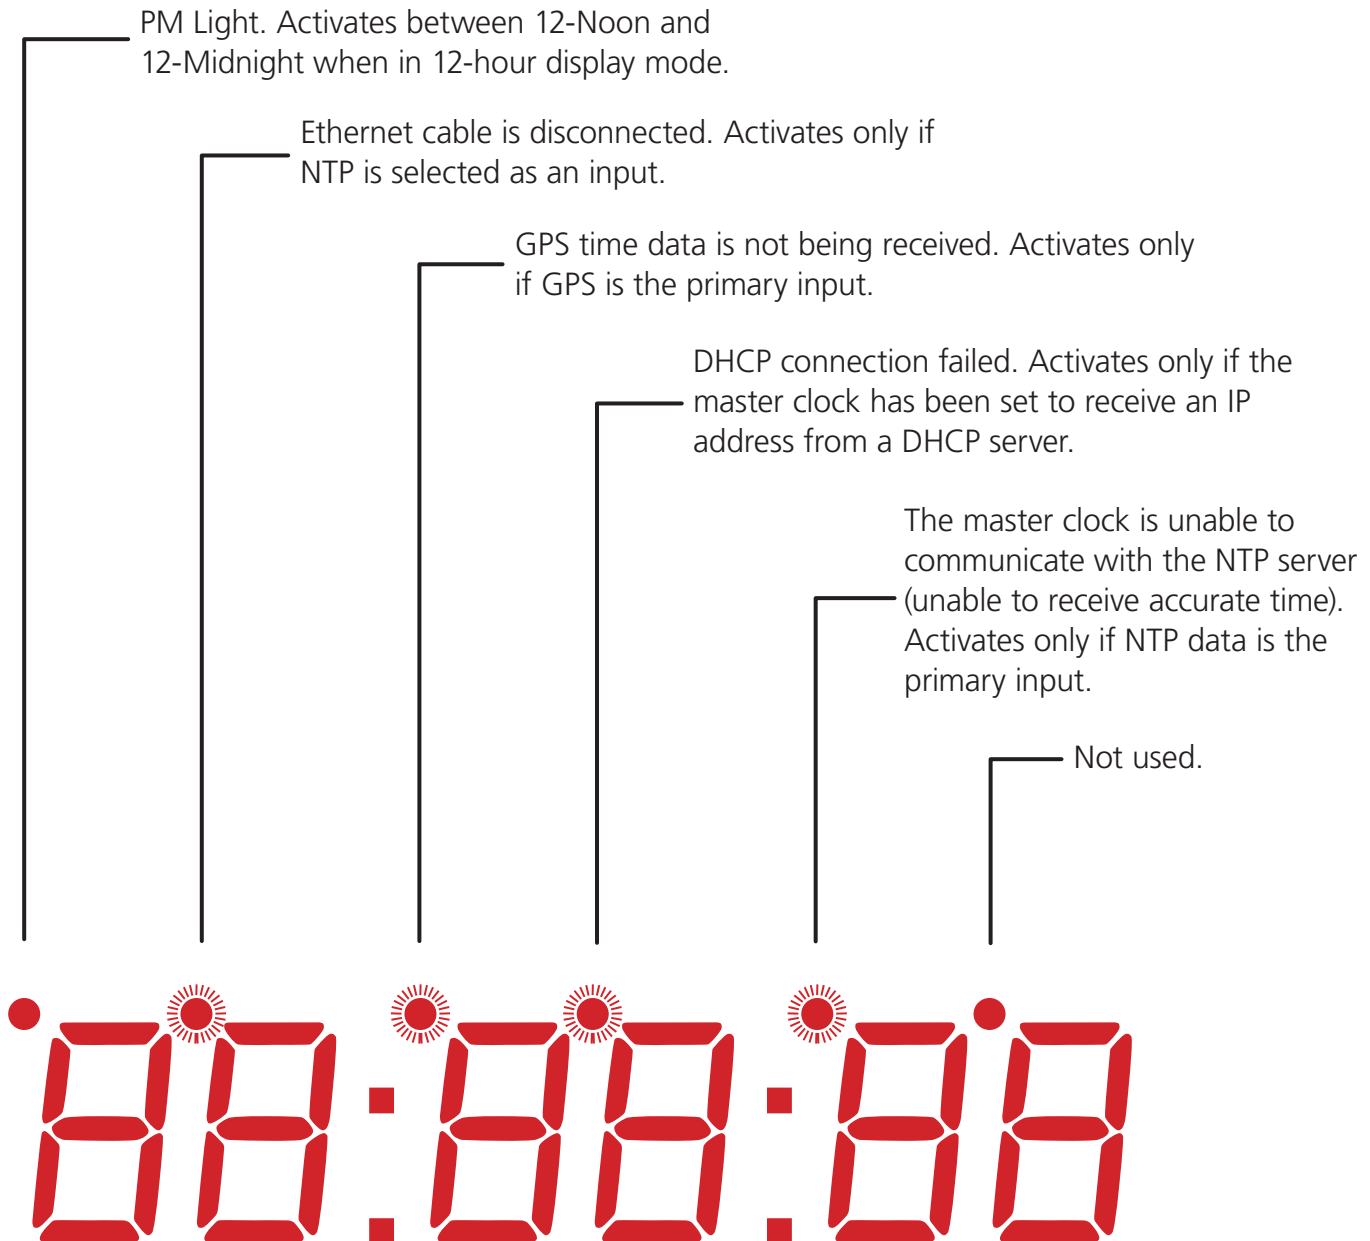 PM Light. Activates between 12-Noon and
12-Midnight when in 12-hour display mode.
Ethernet cable is disconnected. Activates only if
NTP is selected as an input.
GPS time data is not being received. Activates only
if GPS is the primary input.
DHCP connection failed. Activates only if the
master clock has been set to receive an IP
address from a DHCP server.
The master clock is unable to
communicate with the NTP server
(unable to receive accurate time).
Activates only if NTP data is the
primary input.
Not used.
88:88:88